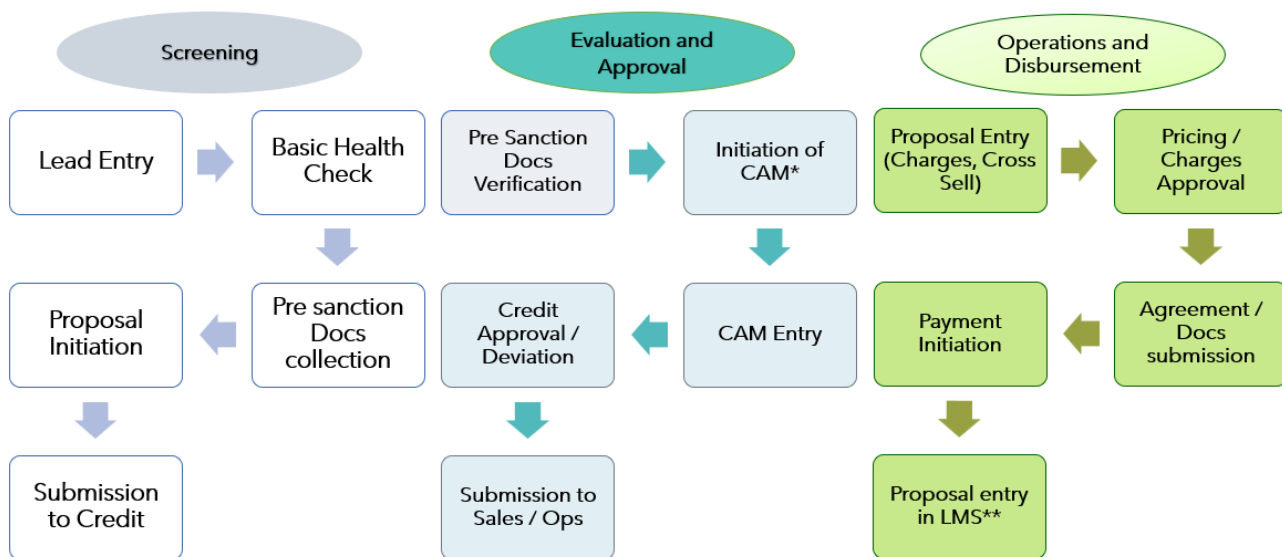 Screening
Lead Entry
Basic Health
Check
Pre sanction
Docs
collection
Proposal
Initiation
Submission
to Credit
Evaluation and
Approval
Pre Sanction
Docs
Verification
Initiation of
CAM*
CAM Entry
Credit
Approval /
Deviation
Submission to
Sales / Ops
Operations and
Disbursement
Proposal Entry
(Charges, Cross
Sell)
Pricing /
Charges
Approval
Agreement /
Docs
submission
Payment
Initiation
Proposal entry
in LMS**